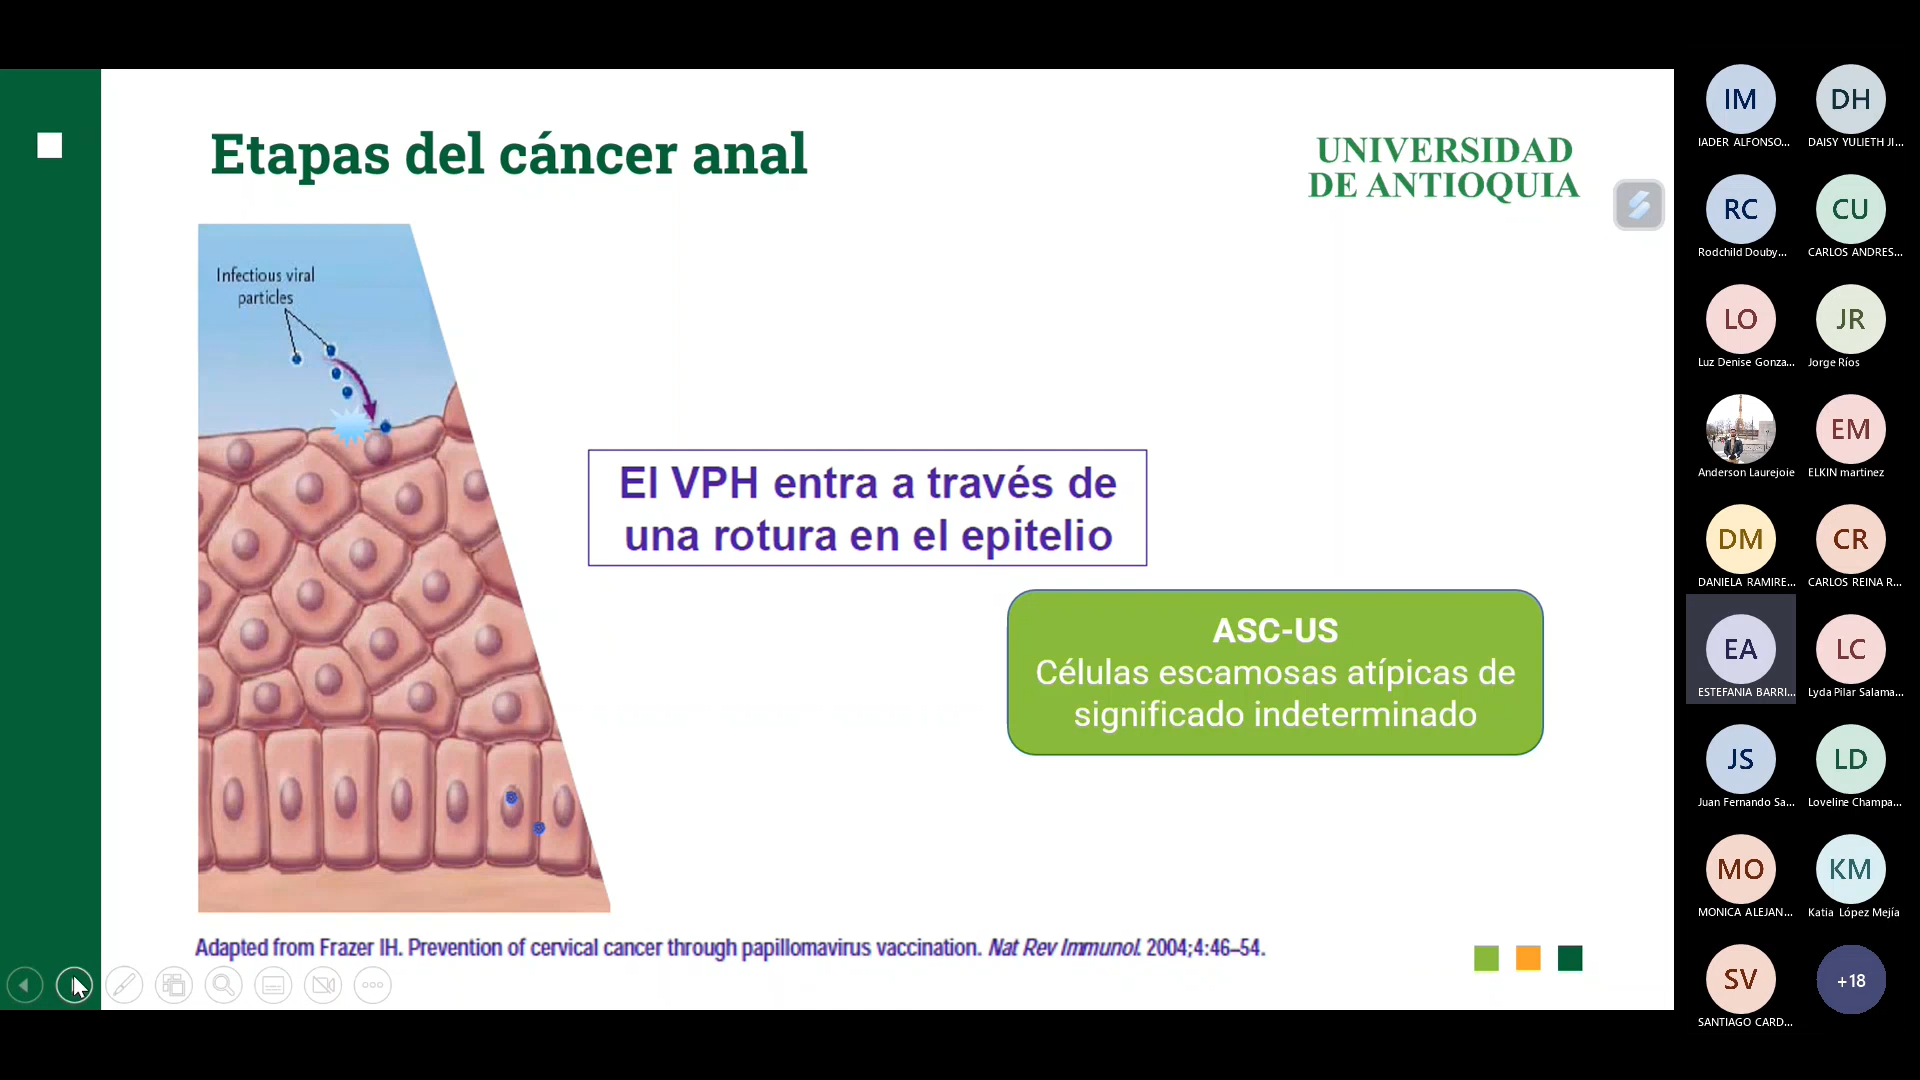 Etapas del cáncer anal
UNIVERSIDAD
DE ANTIOQUIA
Infectious viral
particles
El VPH entra a través de
una rotura en el epitelio
ASC-US
Células escamosas atípicas de
significado indeterminado
Adapted from Frazer IH. Prevention of cervical cancer through papillomavirus vaccination. Nat Rev Immunol. 2004;4:46–54.
IM
DH
IADER ALFONSO...
DAISY YULIETH JI...
RC
CU
Rodchild Douby...
CARLOS ANDRES...
LO
JR
Luz Denise Gonza...
Jorge Ríos
EM
Anderson Laurejoie
ELKIN martinez
DM
CR
DANIELA RAMIRE...
CARLOS REINA R...
EA
LC
ESTEFANIA BARRI...
Lyda Pilar Salama...
JS
LD
Juan Fernando Sa...
Loveline Champa...
MO
KM
MONICA ALEJAN...
Katia López Mejía
SV
+18
SANTIAGO CARD...